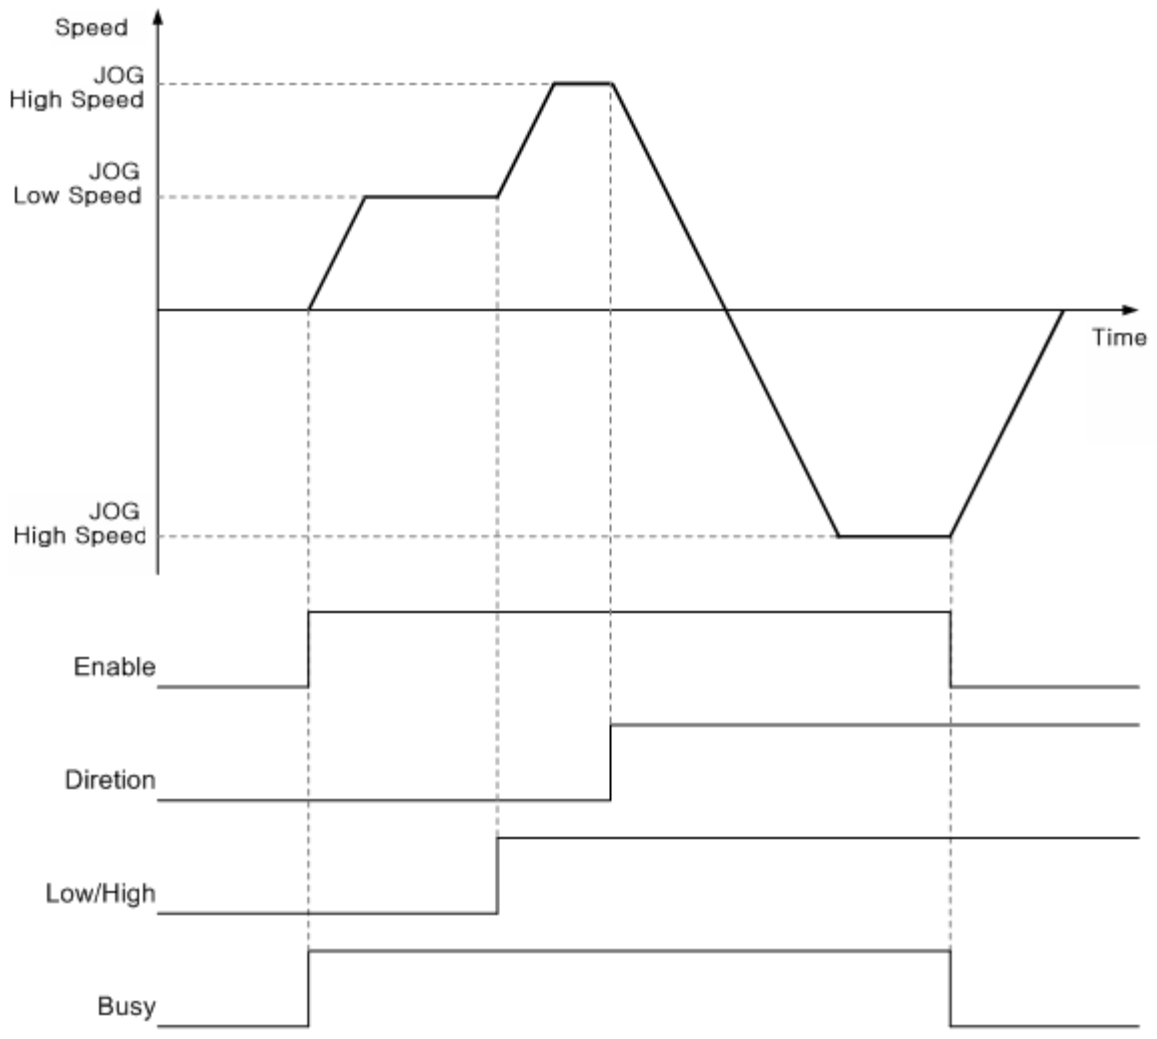 Speed
JOG
High Speed
JOG
Low Speed
Time
JOG
High Speed
Enable
Diretion
Low/High
Busy